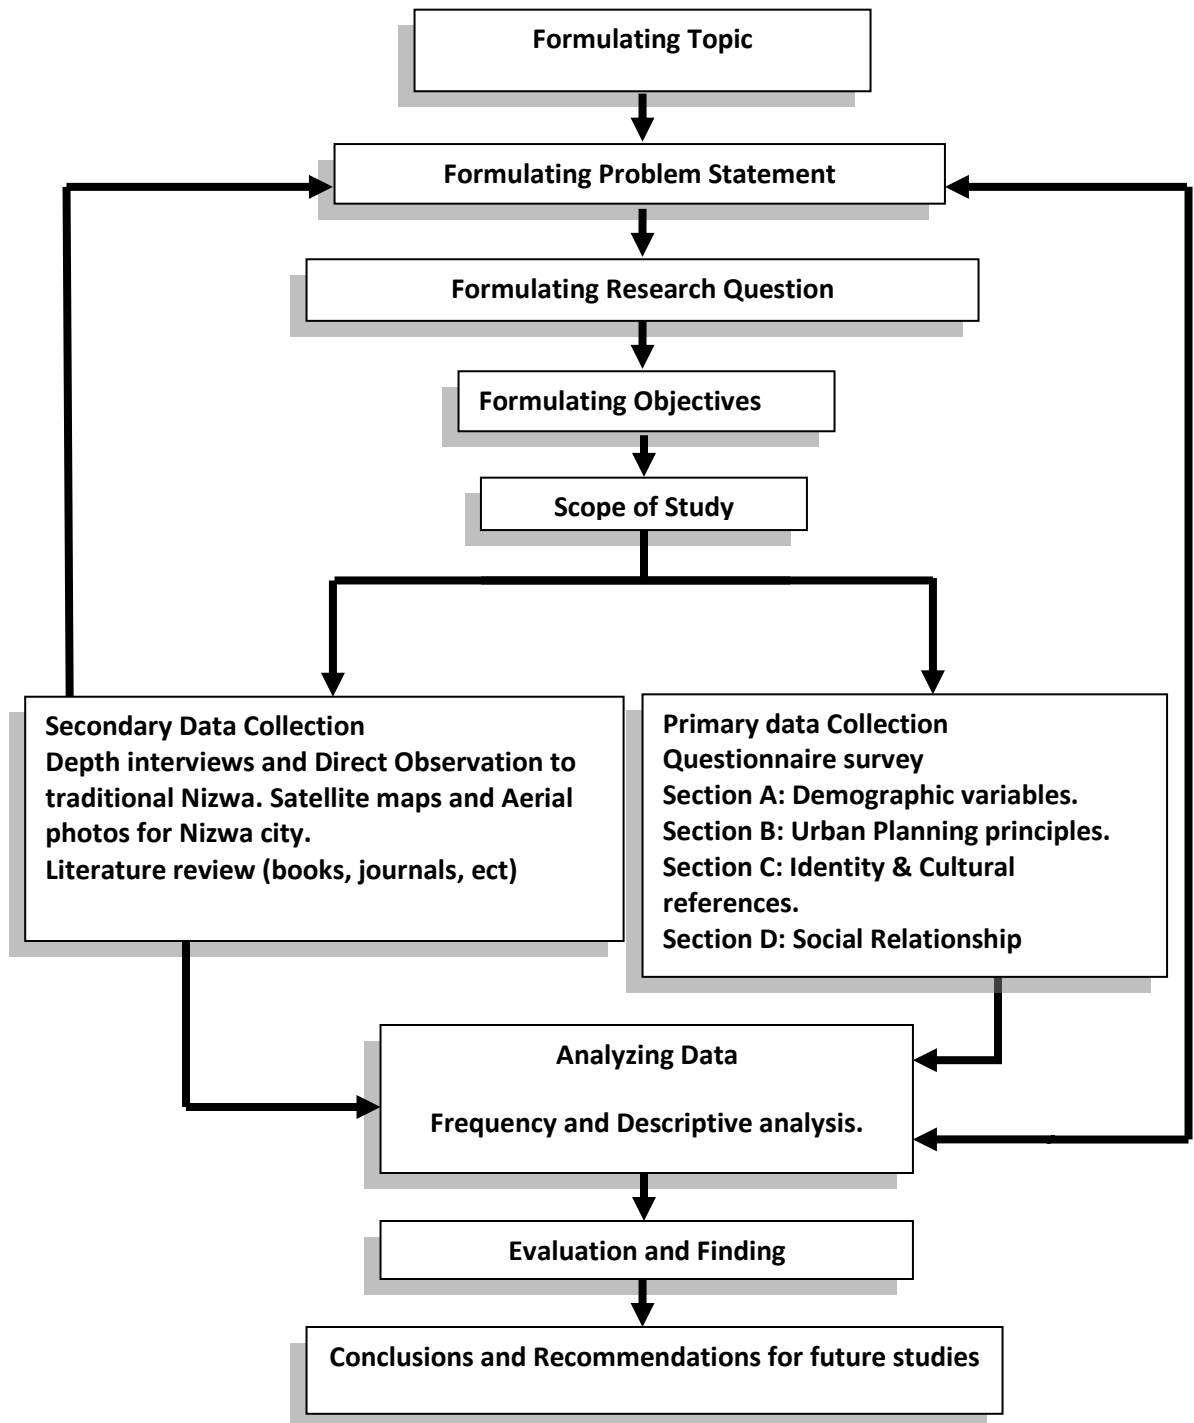 Formulating Topic
Formulating Problem Statement
Formulating Research Question
Formulating Objectives
Scope of Study
Secondary Data Collection
Depth interviews and Direct Observation to
traditional Nizwa. Satellite maps and Aerial
photos for Nizwa city.
Literature review (books, journals, ect)
Primary data Collection
Questionnaire survey
Section A: Demographic variables.
Section B: Urban Planning principles.
Section C: Identity & Cultural
references.
Section D: Social Relationship
Analyzing Data
Frequency and Descriptive analysis.
Evaluation and Finding
Conclusions and Recommendations for future studies